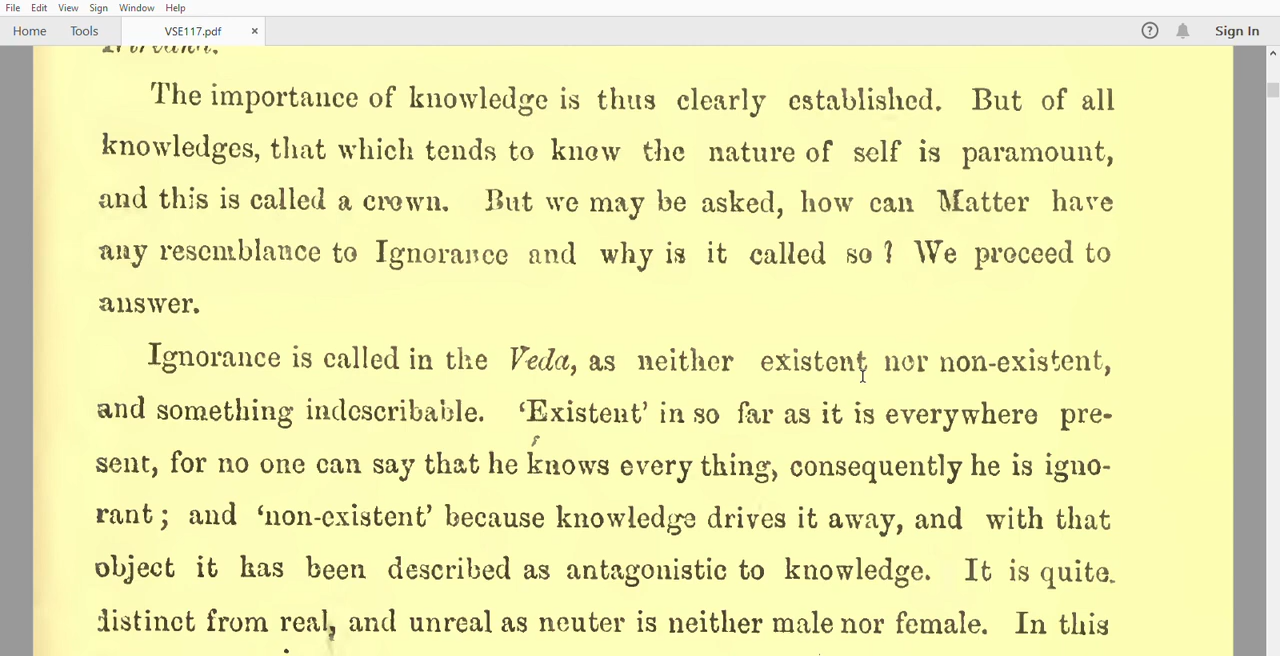 File Edit View Sign Window Help
Home Tools VSE117.pdf × ? Sign In
The importance of knowledge is thus clearly established. But of all
knowledges, that which tends to know the nature of self is paramount,
and this is called a crown. But we may be asked, how can Matter have
any resemblance to Ignorance and why is it called so ? We proceed to
answer.
Ignorance is called in the Veda, as neither existent nor non-existent,
and something indescribable. ‘Existent’ in so far as it is everywhere pre-
sent, for no one can say that he knows every thing, consequently he is igno-
rant ; and ‘non-existent’ because knowledge drives it away, and with that
object it has been described as antagonistic to knowledge. It is quite
distinct from real, and unreal as neuter is neither male nor female. In this